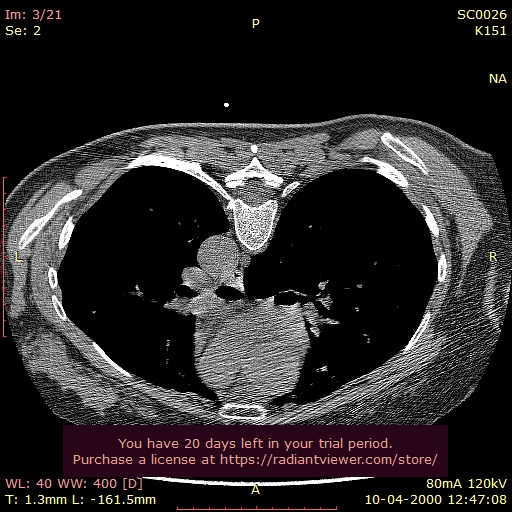 Im: 3/21
Se: 2
P
SC0026
K151
NA
L
R
You have 20 days left in your trial period.
Purchase a license at https://radiantviewer.com/store/
WL: 40 WW: 400 [D]
T: 1.3mm L: -161.5mm
A
80mA 120kV
10-04-2000 12:47:08